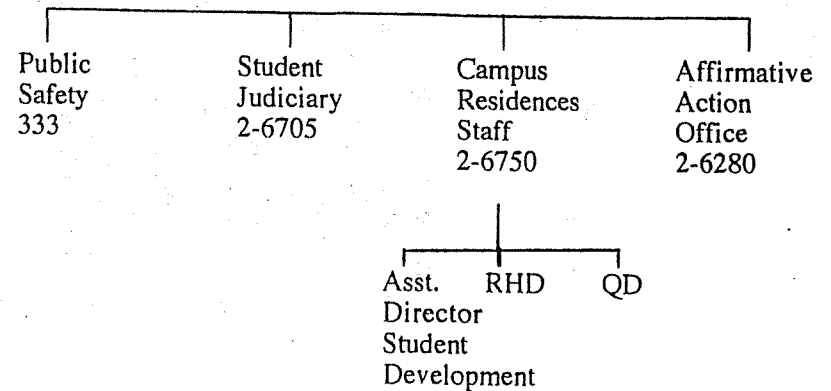 Public
Safety
333
Student
Judiciary
2-6705
Campus
Residences
Staff
2-6750
Affirmative
Action
Office
2-6280
Asst.
Director
Student
Development
RHD
QD